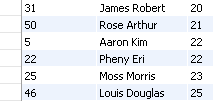 31 James Robert 20
50 Rose Arthur 21
5 Aaron Kim 22
22 Pheny Eri 22
25 Moss Morris 23
46 Louis Douglas 25